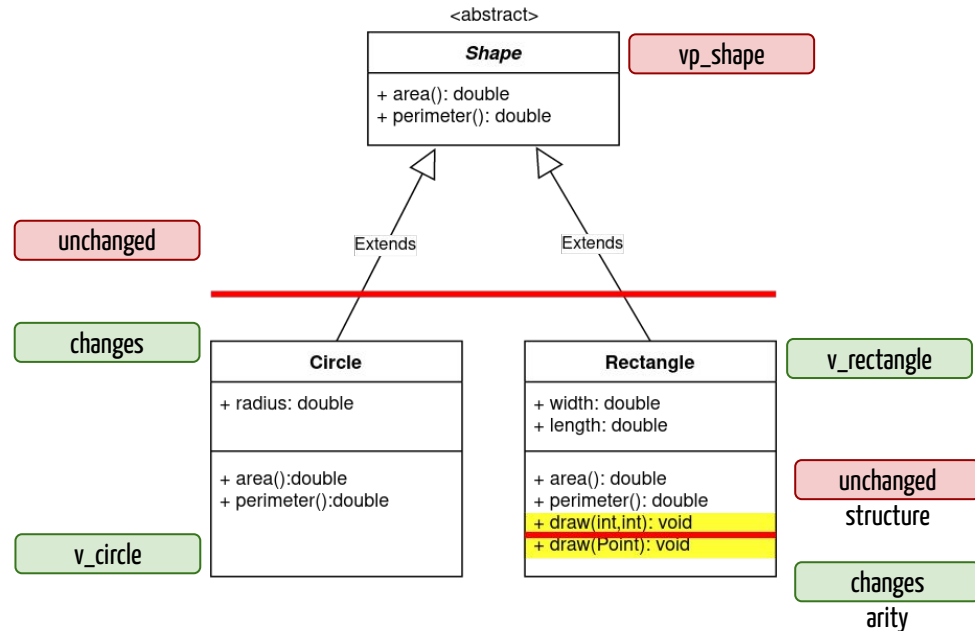 <abstract>
Shape
vp_shape
+ area(): double
+ perimeter(): double
unchanged
Extends
Extends
changes
Circle
Rectangle
v_rectangle
+ radius: double
+ width: double
+ length: double
+ area():double
+ perimeter():double
+ area(): double
+ perimeter(): double
+ draw(int,int): void
+ draw(Point): void
unchanged
structure
v_circle
changes
arity